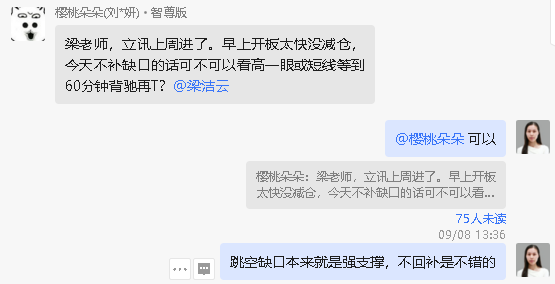 樱桃朵朵(刘*妍)·智尊版
梁老师，立讯上周进了。早上开板太快没减仓，
今天不补缺口的话可不可以看高一眼或短线等到
60分钟背驰再T？@梁洁云
@樱桃朵朵 可以
樱桃朵朵：梁老师，立讯上周进了。早上开板
太快没减仓，今天不补缺口的话可不可以看...
75人未读
09/08 13:36
跳空缺口本来就是强支撑，不回补是不错的